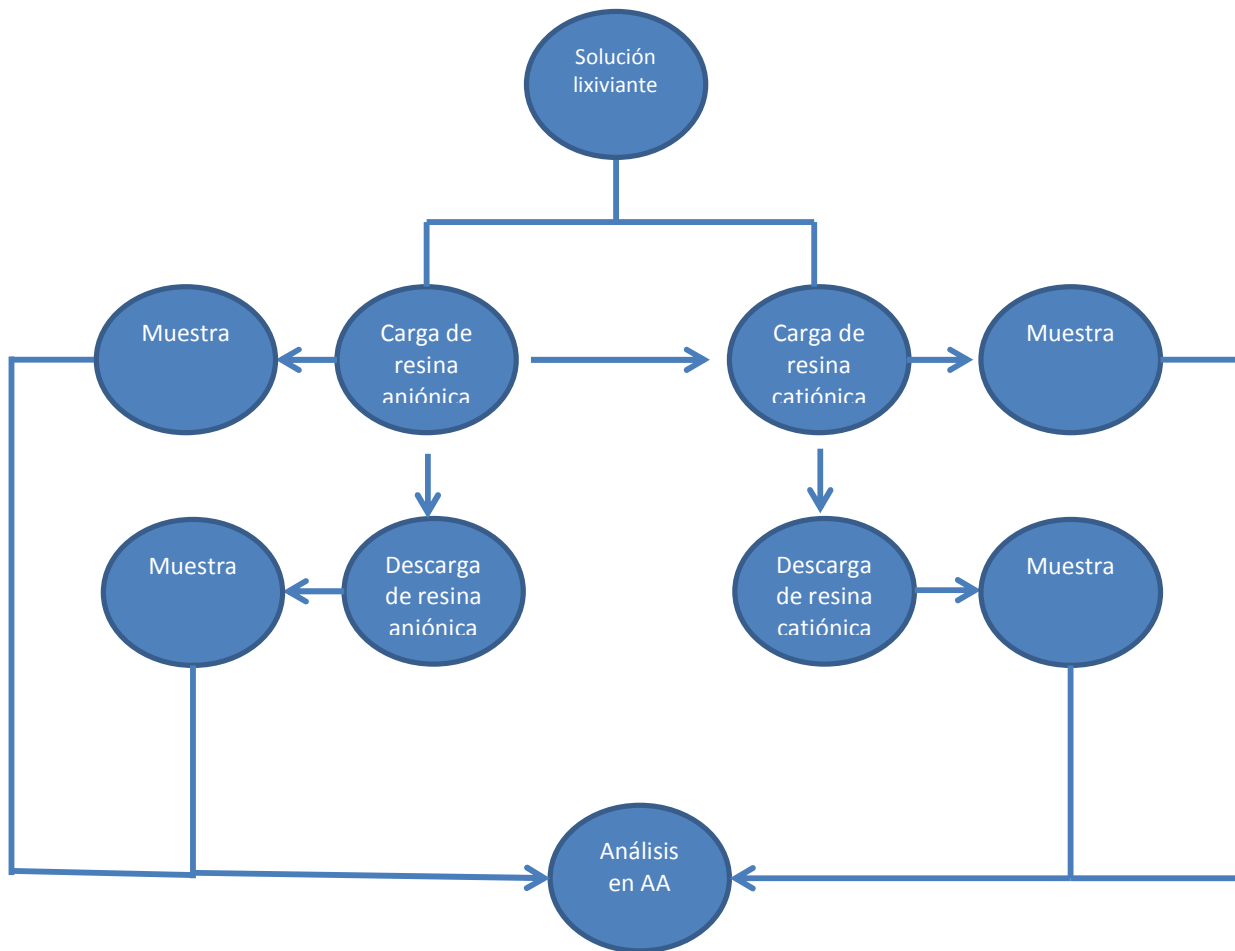 Solución
lixiviante
Muestra
Carga de
resina
aniónica
Carga de
resina
catiónica
Muestra
Muestra
Descarga
de resina
aniónica
Descarga
de resina
catiónica
Muestra
Análisis
en AA